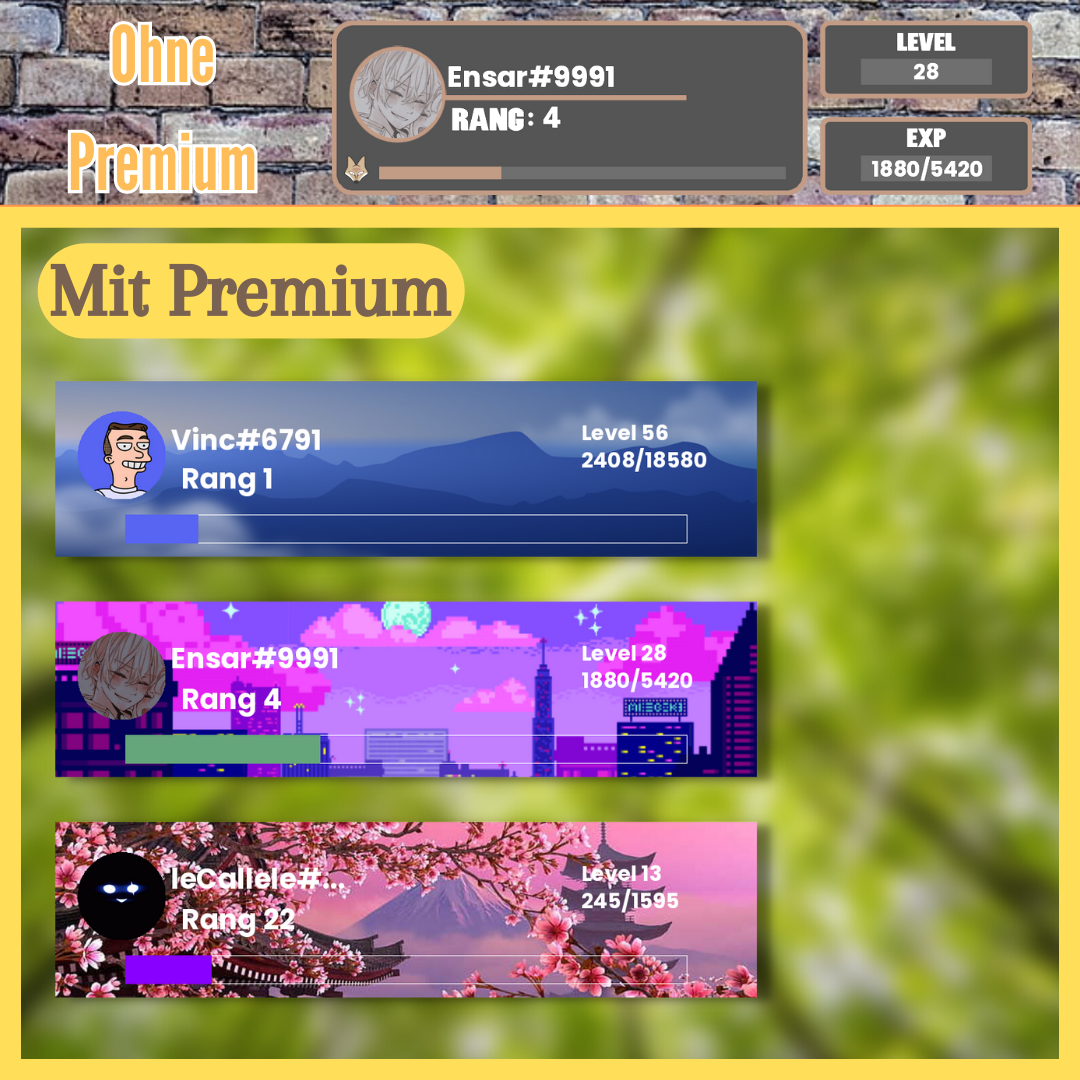 Ohne
Premium
Ensar#9991
RANG: 4
LEVEL
28
EXP
1880/5420
Mit Premium
Vinc#6791
Rang 1
Level 56
2408/18580
Ensar#9991
Rang 4
Level 28
1880/5420
leCallele#...
Rang 22
Level 13
245/1595